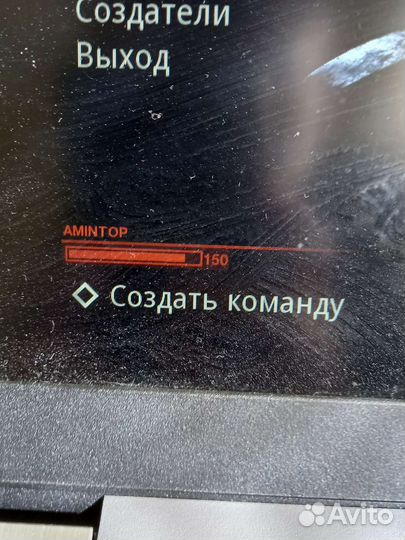 Создатели
Выход
AMINTOP
150
Создать команду
Avito